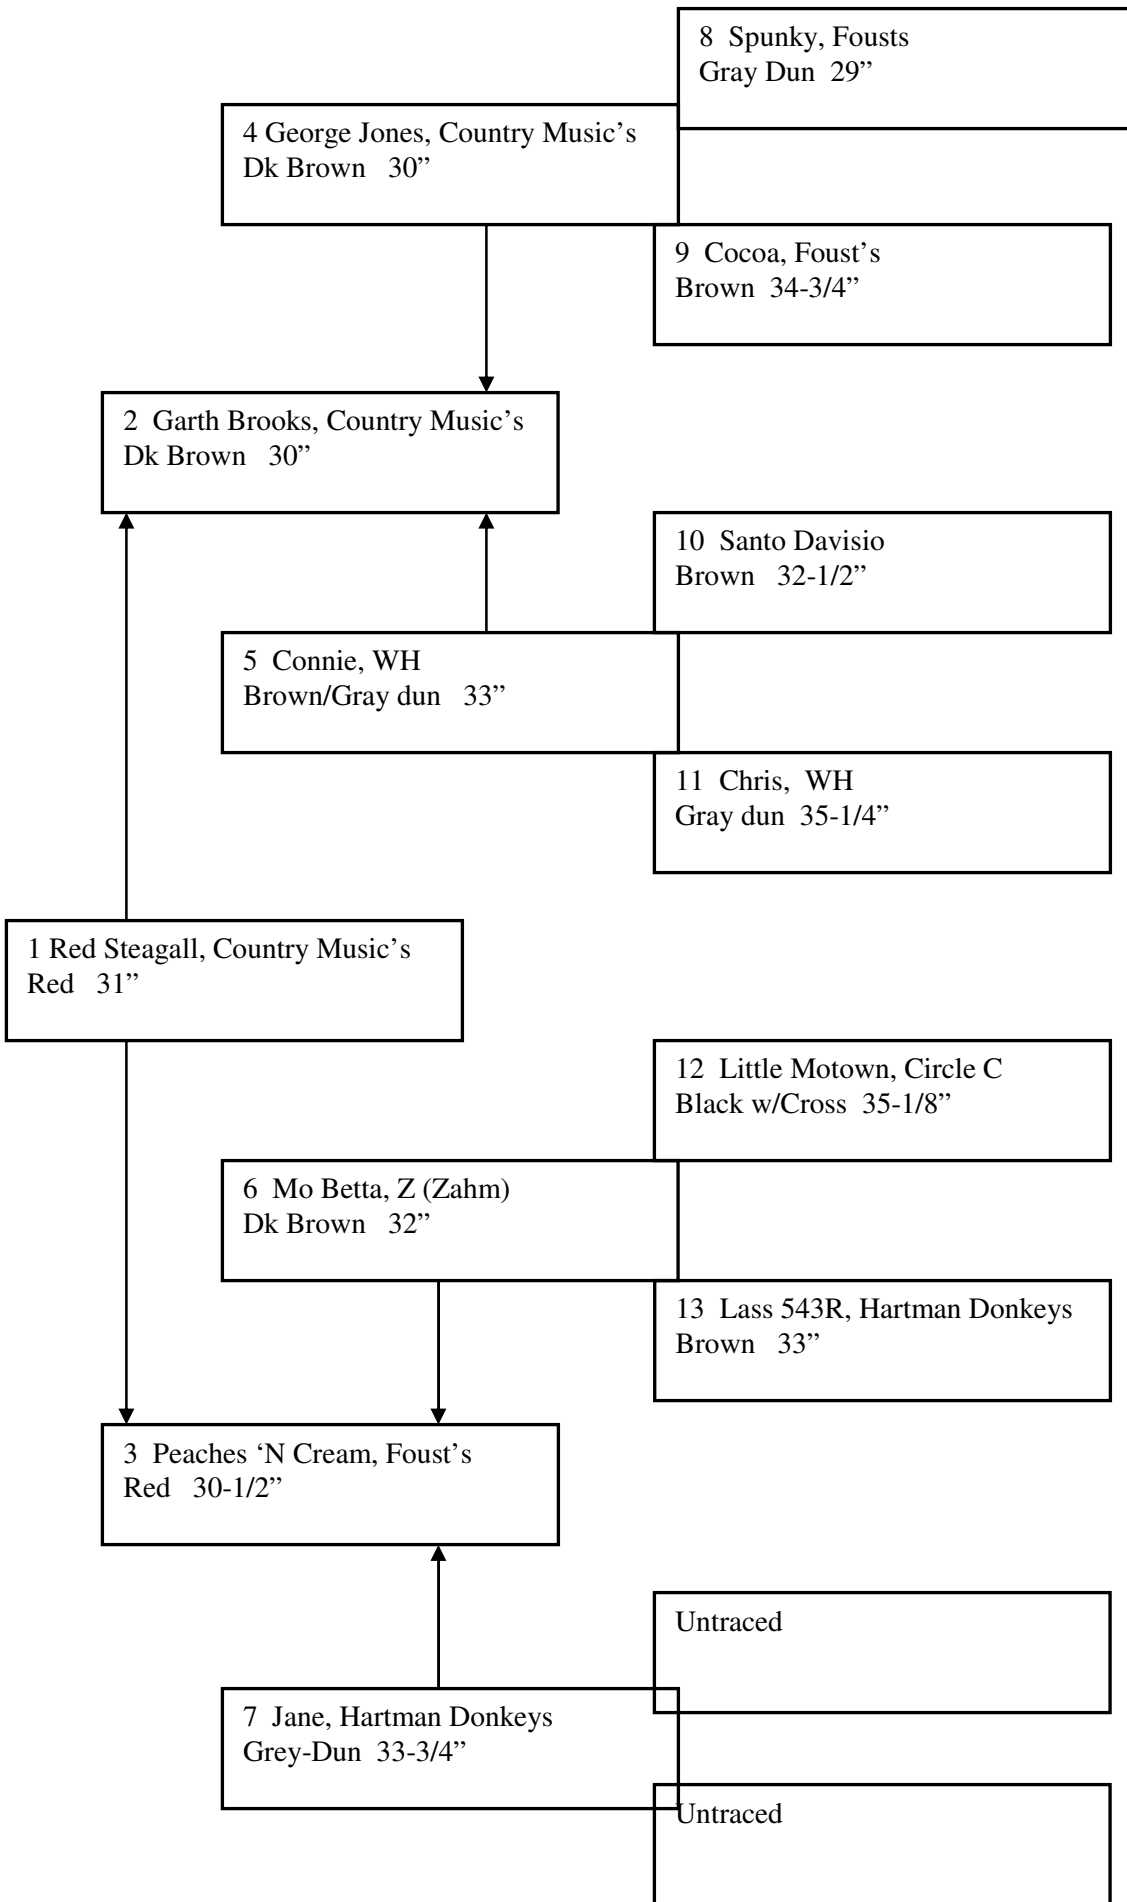 8 Spunky, Fousts
Gray Dun 29”
4 George Jones, Country Music’s
Dk Brown 30”
9 Cocoa, Foust’s
Brown 34-3/4”
2 Garth Brooks, Country Music’s
Dk Brown 30”
10 Santo Davisio
Brown 32-1/2”
5 Connie, WH
Brown/Gray dun 33”
11 Chris, WH
Gray dun 35-1/4”
1 Red Steagall, Country Music’s
Red 31”
12 Little Motown, Circle C
Black w/Cross 35-1/8”
6 Mo Betta, Z (Zahm)
Dk Brown 32”
13 Lass 543R, Hartman Donkeys
Brown 33”
3 Peaches ‘N Cream, Foust’s
Red 30-1/2”
Untraced
7 Jane, Hartman Donkeys
Grey-Dun 33-3/4”
Untraced